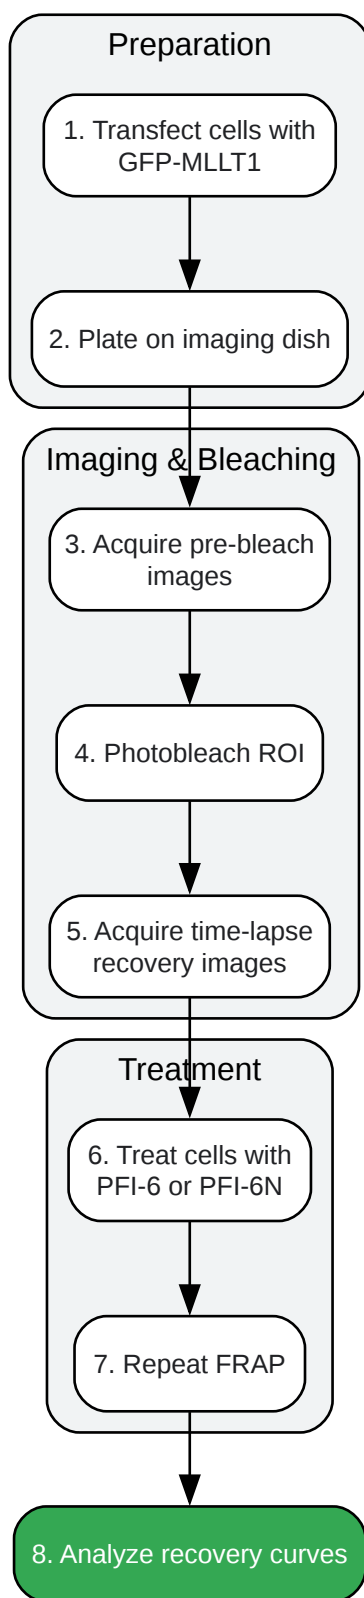 Preparation
1. Transfect cells with
GFP-MLLT1
2. Plate on imaging dish
Imaging & Bleaching
3. Acquire pre-bleach
images
4. Photobleach ROI
5. Acquire time-lapse
recovery images
Treatment
6. Treat cells with
PFI-6 or PFI-6N
7. Repeat FRAP
8. Analyze recovery curves